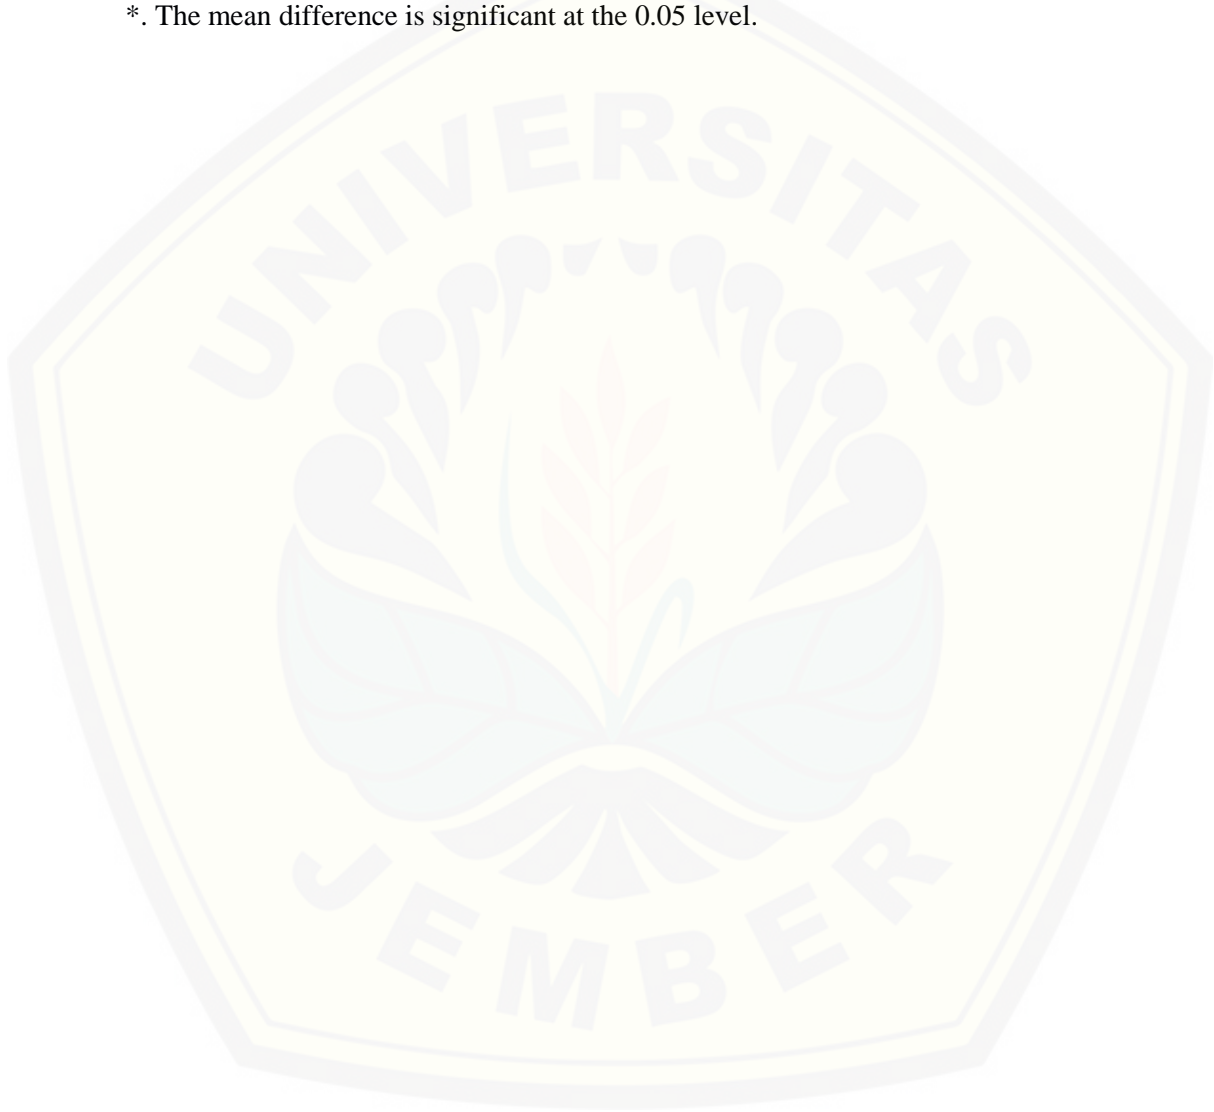 *. The mean difference is significant at the 0.05 level.
UNIVERSITAS
JEMBER